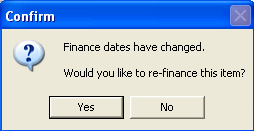 Confirm
Finance dates have changed.
Would you like to re-finance this item?
Yes No